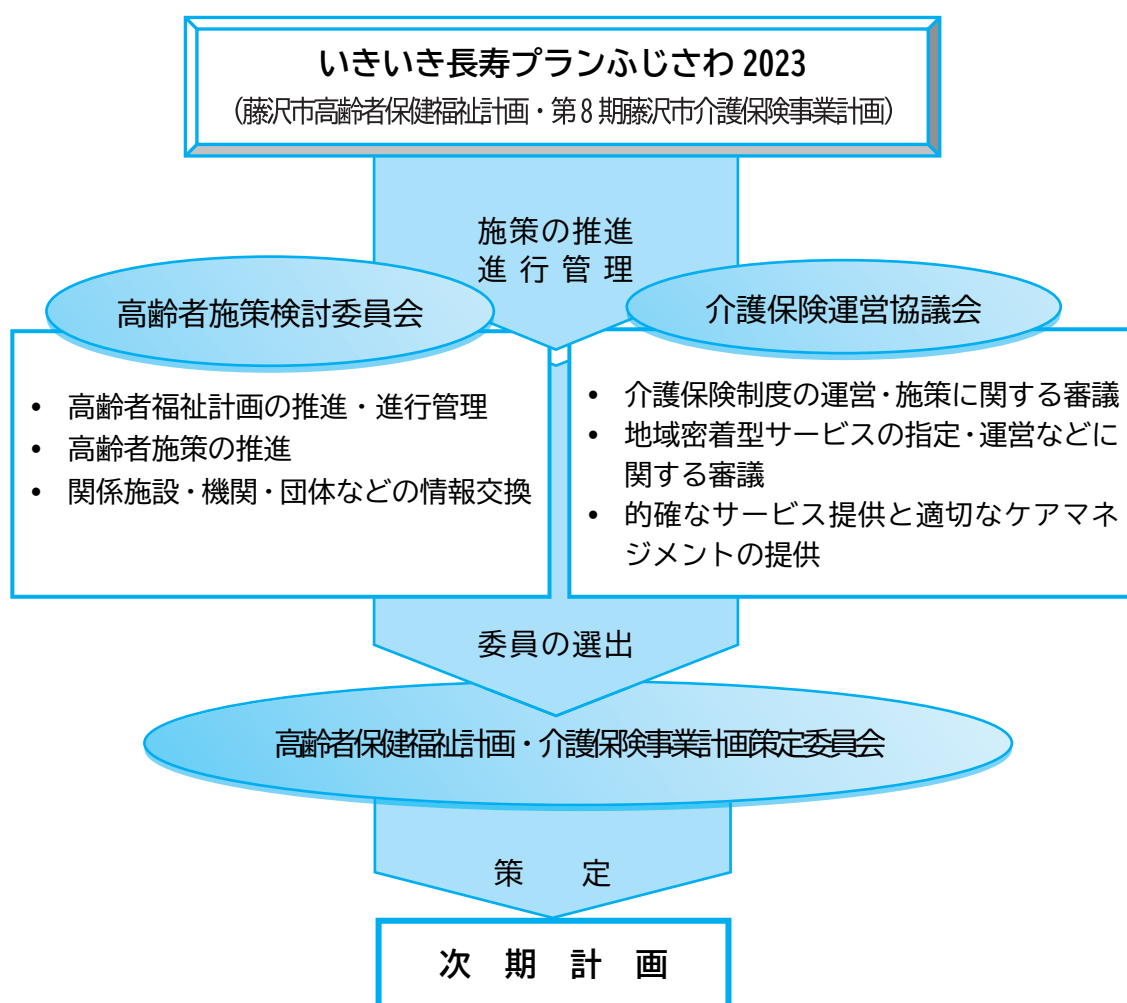 いきいき長寿プランふじさわ 2023
(藤沢市高齢者保健福祉計画・第8期藤沢市介護保険事業計画)
施策の推進
進行管理
高齢者施策検討委員会
• 高齢者福祉計画の推進・進行管理
• 高齢者施策の推進
• 関係施設・機関・団体などの情報交換
介護保険運営協議会
• 介護保険制度の運営・施策に関する審議
• 地域密着型サービスの指定・運営などに
関する審議
• 的確なサービス提供と適切なケアマネ
ジメントの提供
委員の選出
高齢者保健福祉計画・介護保険事業計画策定委員会
策 定
次 期 計 画